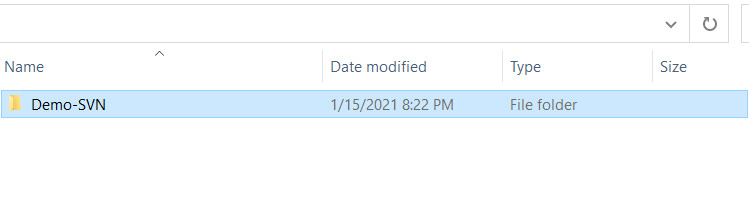 Name Date modified Type Size
Demo-SVN 1/15/2021 8:22 PM File folder